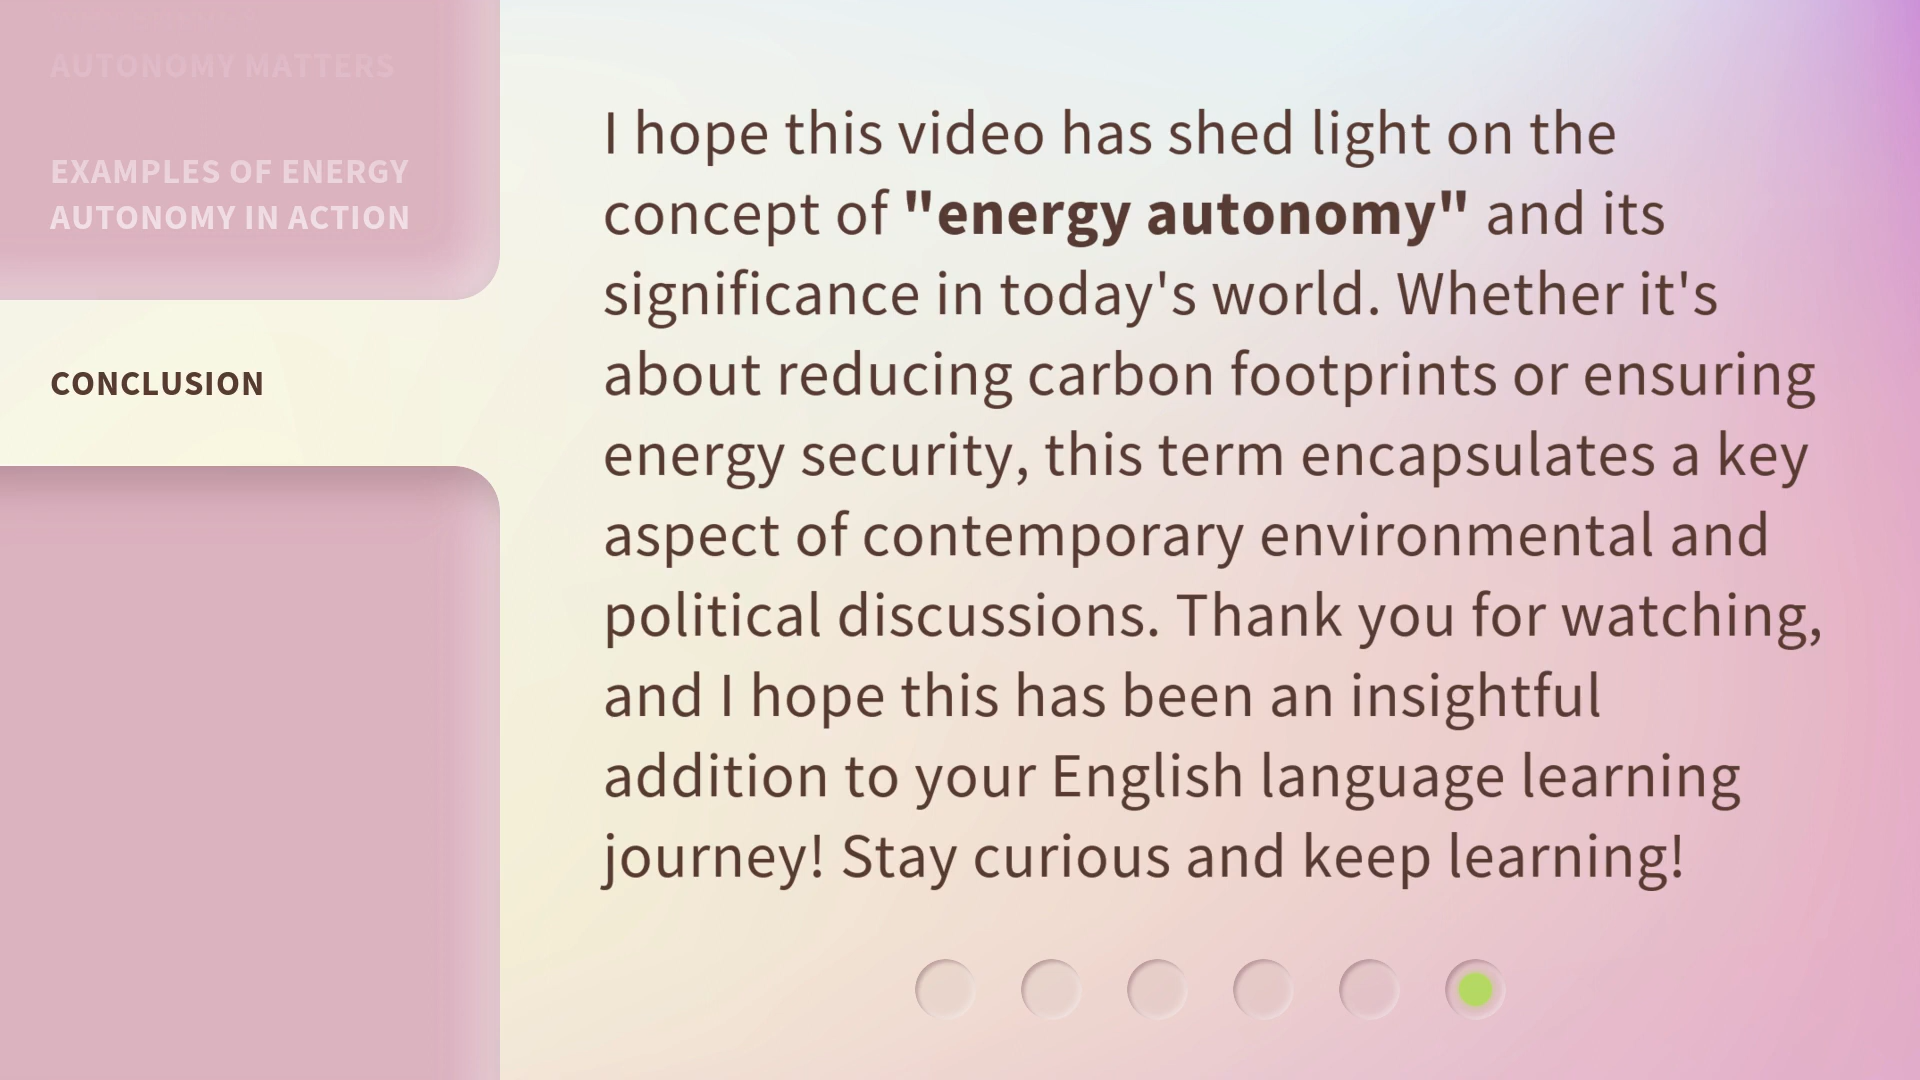 AUTONOMY MATTERS
EXAMPLES OF ENERGY
AUTONOMY IN ACTION
CONCLUSION
I hope this video has shed light on the
concept of "energy autonomy" and its
significance in today's world. Whether it's
about reducing carbon footprints or ensuring
energy security, this term encapsulates a key
aspect of contemporary environmental and
political discussions. Thank you for watching,
and I hope this has been an insightful
addition to your English language learning
journey! Stay curious and keep learning!